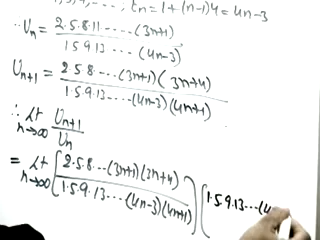 t_n = 1+(n-1)4 = 4n-3
∴ U_n = 2.5.8.11......(3n+1)
1.5.9.13....(4n-3)
U_{n+1} = 2.5.8....(3n+1)(3n+4)
1.5.9.13....(4n-3)(4n+1)
∴ Lt n→∞ U_{n+1}/U_n
= Lt n→∞ [2.5.8...(3n+1)(3n+4) / 1.5.9.13...(4n-3)(4n+1)] [1.5.9.13...(4